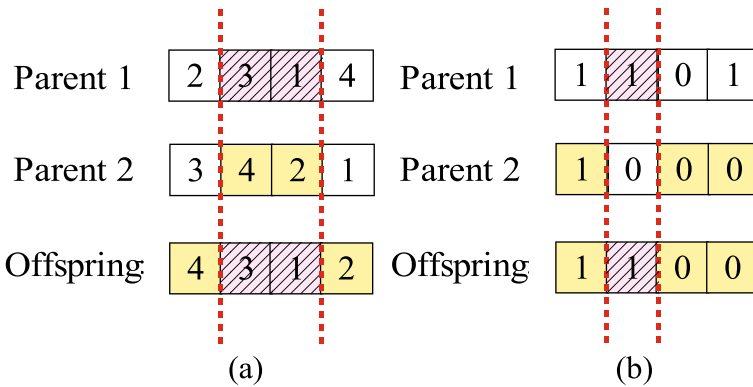 Parent 1 2 3 1 4 Parent 1 1 1 0 1
Parent 2 3 4 2 1 Parent 2 1 0 0 0
Offspring: 4 3 1 2 Offspring: 1 1 0 0
(a) (b)